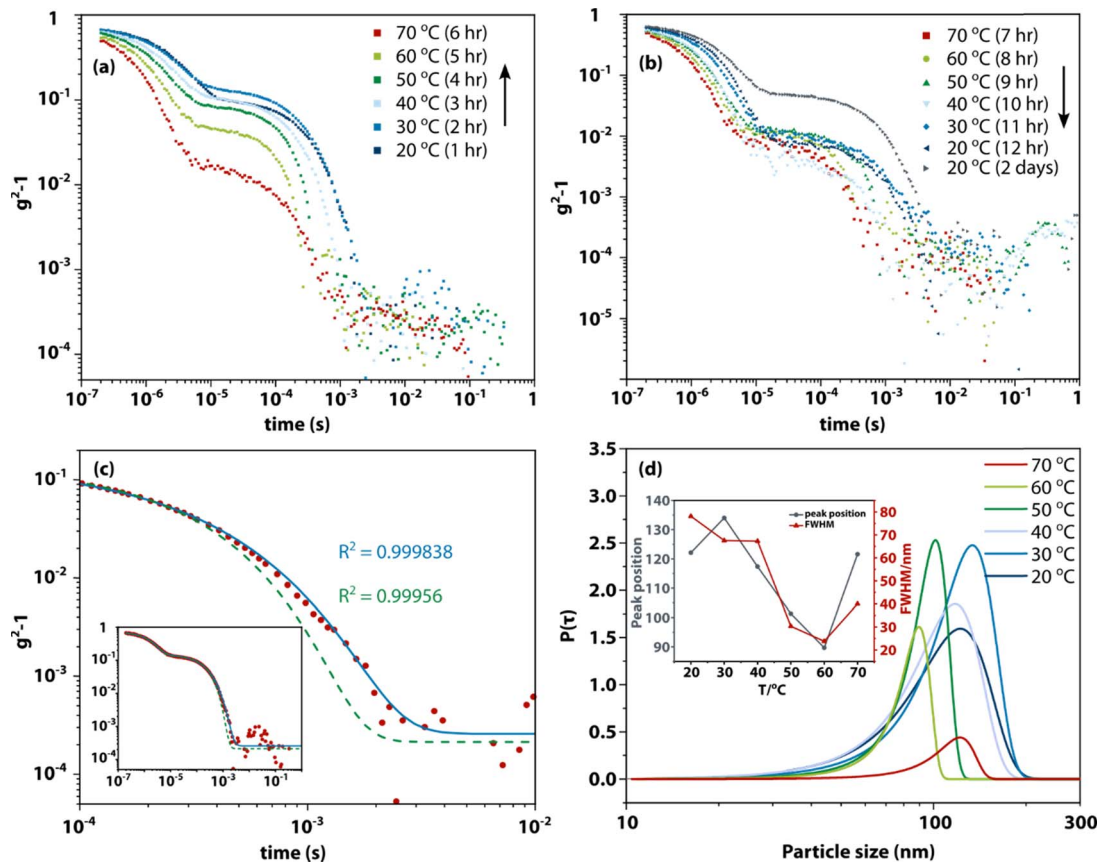 (a)
g²-1
1
10⁻¹
10⁻²
10⁻³
10⁻⁴
70 °C (6 hr)
60 °C (5 hr)
50 °C (4 hr)
40 °C (3 hr)
30 °C (2 hr)
20 °C (1 hr)
10⁻⁷ 10⁻⁶ 10⁻⁵ 10⁻⁴ 10⁻³ 10⁻² 10⁻¹ 1
time (s)
(b)
g²-1
1
10⁻¹
10⁻²
10⁻³
10⁻⁴
10⁻⁵
70 °C (7 hr)
60 °C (8 hr)
50 °C (9 hr)
40 °C (10 hr)
30 °C (11 hr)
20 °C (12 hr)
20 °C (2 days)
10⁻⁷ 10⁻⁶ 10⁻⁵ 10⁻⁴ 10⁻³ 10⁻² 10⁻¹ 1
time (s)
(c)
g²-1
10⁻¹
10⁻²
10⁻³
10⁻⁴
R² = 0.999838
R² = 0.99956
1
10⁻¹
10⁻²
10⁻³
10⁻⁴
10⁻⁷ 10⁻⁵ 10⁻³ 10⁻¹
10⁻⁴ 10⁻³ 10⁻²
time (s)
(d)
P(τ)
3.5
3.0
2.5
2.0
1.5
1.0
0.5
0.0
70 °C
60 °C
50 °C
40 °C
30 °C
20 °C
Peak position
140
130
120
110
100
90
peak position
FWHM
80
70
60
50
40
30
20
FWHM/nm
20 30 40 50 60 70
T/°C
10 100 300
Particle size (nm)